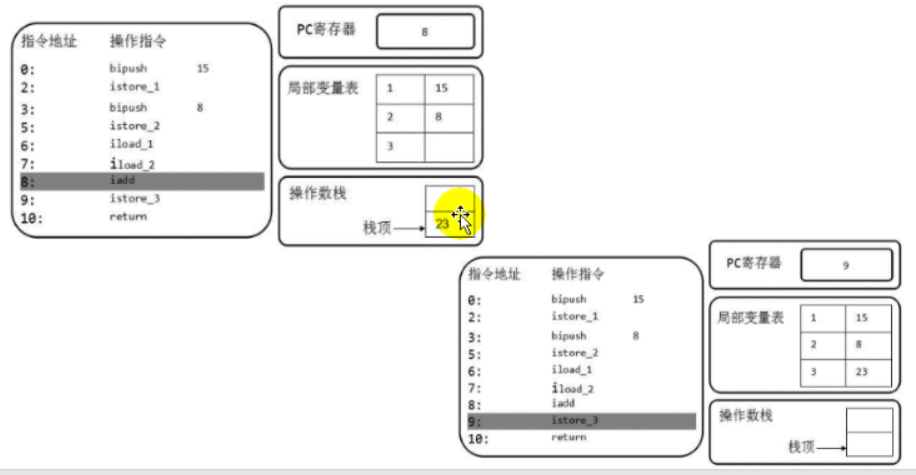 指令地址 操作指令
0: bipush 15
2: istore_1
3: bipush 8
5: istore_2
6: iload_1
7: iload_2
8: iadd
9: istore_3
10: return
PC寄存器 8
局部变量表 1 15
2 8
3
操作数栈
栈顶 23
指令地址 操作指令
0: bipush 15
2: istore_1
3: bipush 8
5: istore_2
6: iload_1
7: iload_2
8: iadd
9: istore_3
10: return
PC寄存器 9
局部变量表 1 15
2 8
3 23
操作数栈
栈顶